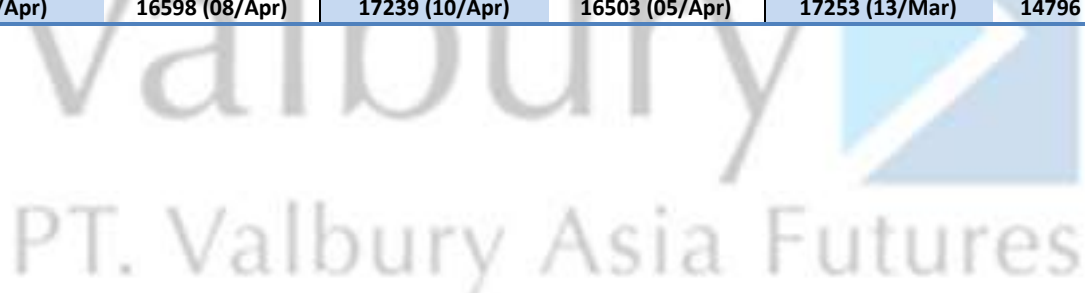 /Apr) 16598 (08/Apr) 17239 (10/Apr) 16503 (05/Apr) 17253 (13/Mar) 14796
Valbury
PT. Valbury Asia Futures